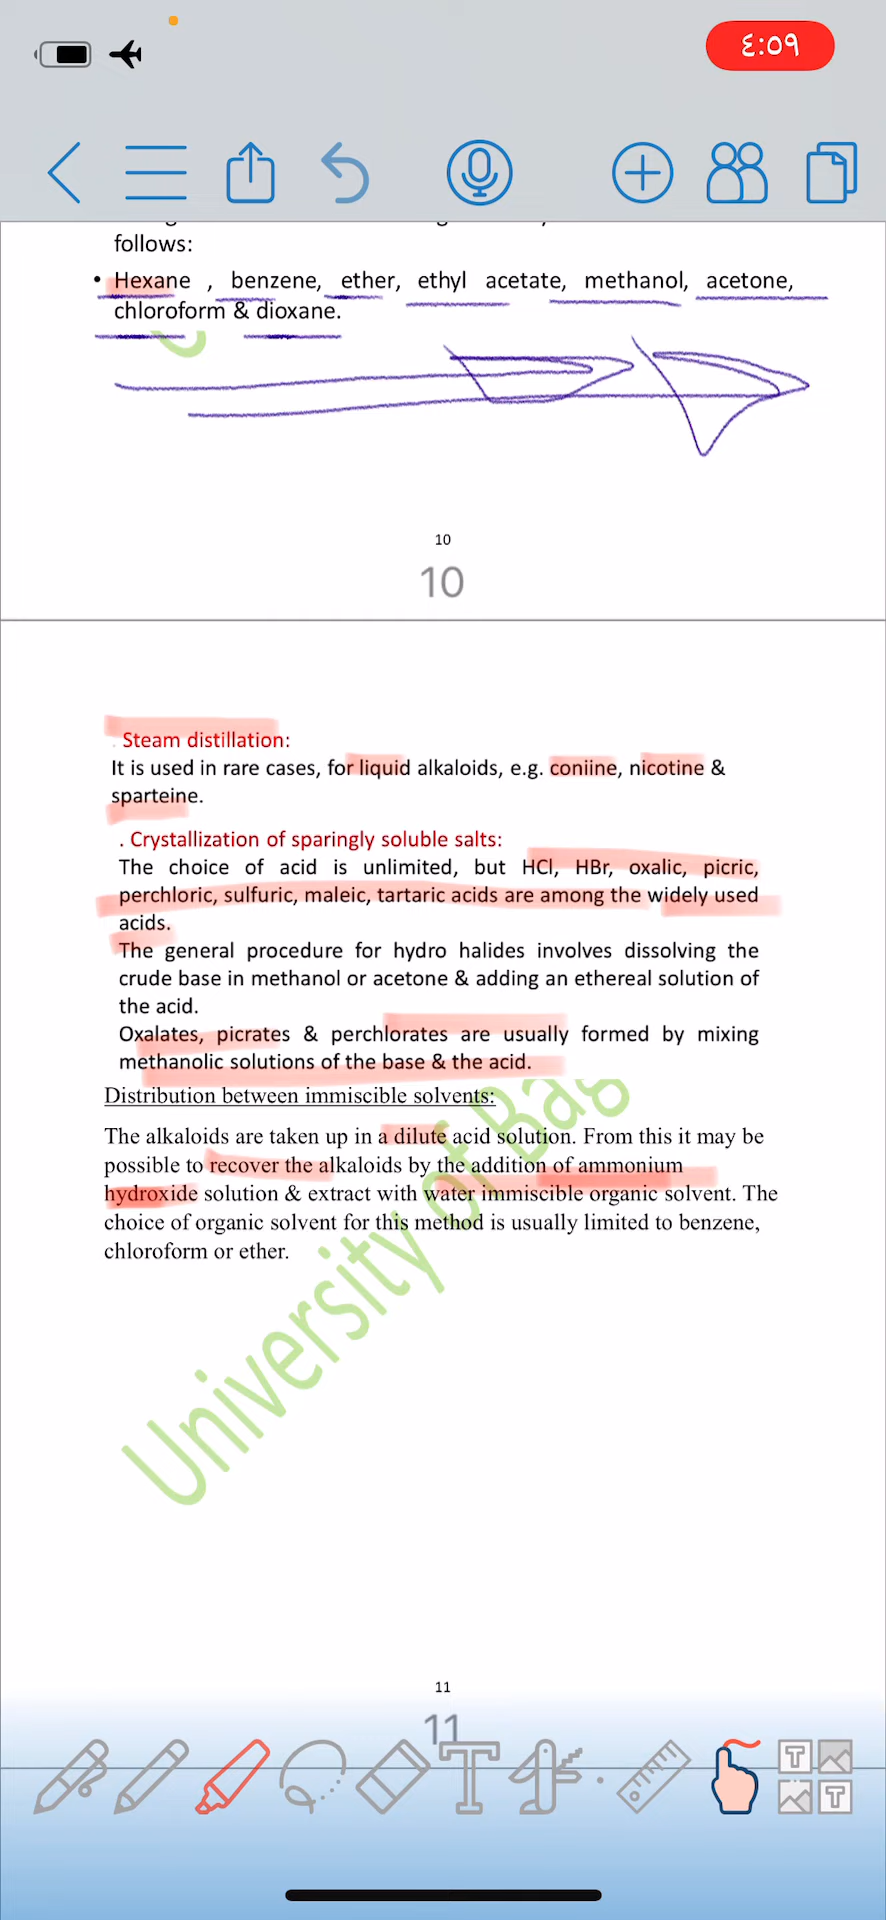 ٤:٥٩
follows:
• Hexane , benzene, ether, ethyl acetate, methanol, acetone,
chloroform & dioxane.
10
10
. Steam distillation:
It is used in rare cases, for liquid alkaloids, e.g. coniine, nicotine &
sparteine.
. Crystallization of sparingly soluble salts:
The choice of acid is unlimited, but HCl, HBr, oxalic, picric,
perchloric, sulfuric, maleic, tartaric acids are among the widely used
acids.
The general procedure for hydro halides involves dissolving the
crude base in methanol or acetone & adding an ethereal solution of
the acid.
Oxalates, picrates & perchlorates are usually formed by mixing
methanolic solutions of the base & the acid.
Distribution between immiscible solvents:
The alkaloids are taken up in a dilute acid solution. From this it may be
possible to recover the alkaloids by the addition of ammonium
hydroxide solution & extract with water immiscible organic solvent. The
choice of organic solvent for this method is usually limited to benzene,
chloroform or ether.
University of Bag
11
11